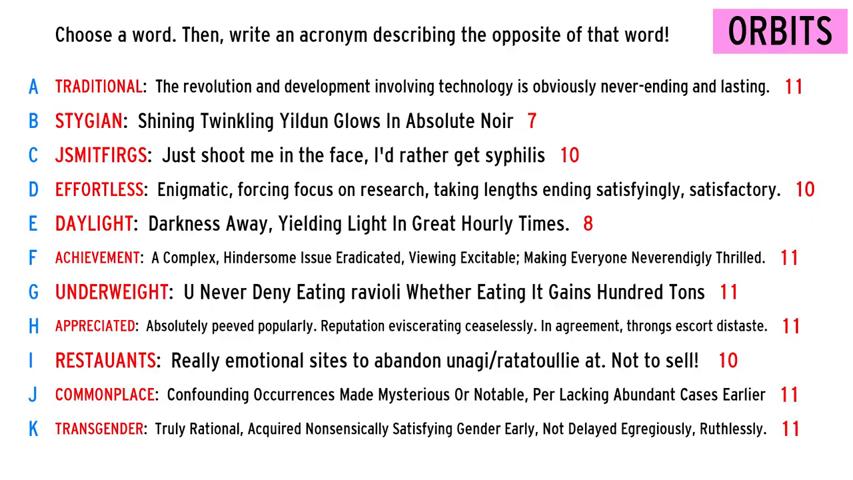 Choose a word. Then, write an acronym describing the opposite of that word!
ORBITS
A TRADITIONAL: The revolution and development involving technology is obviously never-ending and lasting. 11
B STYGIAN: Shining Twinkling Yildun Glows In Absolute Noir 7
C JSMITFIRGS: Just shoot me in the face, I'd rather get syphilis 10
D EFFORTLESS: Enigmatic, forcing focus on research, taking lengths ending satisfyingly, satisfactory. 10
E DAYLIGHT: Darkness Away, Yielding Light In Great Hourly Times. 8
F ACHIEVEMENT: A Complex, Hindersome Issue Eradicated, Viewing Excitable; Making Everyone Neverendigly Thrilled. 11
G UNDERWEIGHT: U Never Deny Eating ravioli Whether Eating It Gains Hundred Tons 11
H APPRECIATED: Absolutely peeved popularly. Reputation eviscerating ceaselessly. In agreement, throngs escort distaste. 11
I RESTAUANTS: Really emotional sites to abandon unagi/ratatoullie at. Not to sell! 10
J COMMONPLACE: Confounding Occurrences Made Mysterious Or Notable, Per Lacking Abundant Cases Earlier 11
K TRANSGENDER: Truly Rational, Acquired Nonsensically Satisfying Gender Early, Not Delayed Egregiously, Ruthlessly. 11